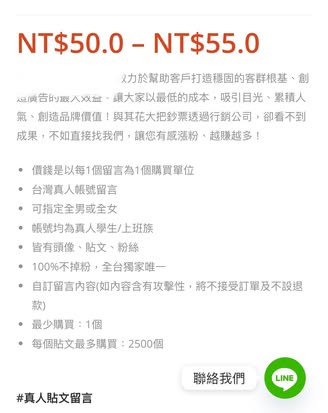 NT$50.0 – NT$55.0
力於幫助客戶打造穩固的客群根基、創
造廣告的最大效益，讓大家以最低的成本，吸引目光、累積人
氣、創造品牌價值！與其花大把鈔票透過行銷公司，卻看不到
成果，不如直接找我們，讓您有感漲粉、越賺越多！
價錢是以每1個留言為1個購買單位
台灣真人帳號留言
可指定全男或全女
帳號均為真人學生/上班族
皆有頭像、貼文、粉絲
100%不掉粉，全台獨家唯一
自訂留言內容(如內容含有攻擊性，將不接受訂單及不設退
款)
最少購買：1個
每個貼文最多購買：2500個
聯絡我們
LINE
#真人貼文留言